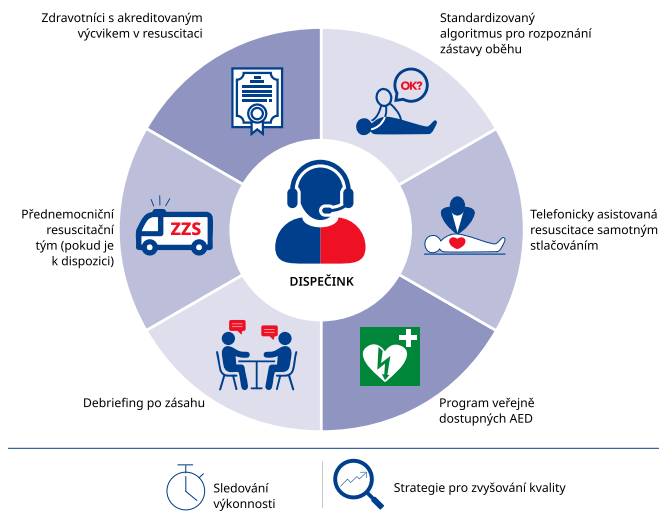 Zdravotníci s akreditovaným
výcvikem v resuscitaci
Standardizovaný
algoritmus pro rozpoznání
zástavy oběhu
OK?
Přednemocniční
resuscitační
tým (pokud je
k dispozici)
ZZS
Telefonicky asistovaná
resuscitace samotným
stlačováním
DISPEČINK
Debriefing po zásahu
Program veřejně
dostupných AED
Sledování
výkonnosti
Strategie pro zvyšování kvality